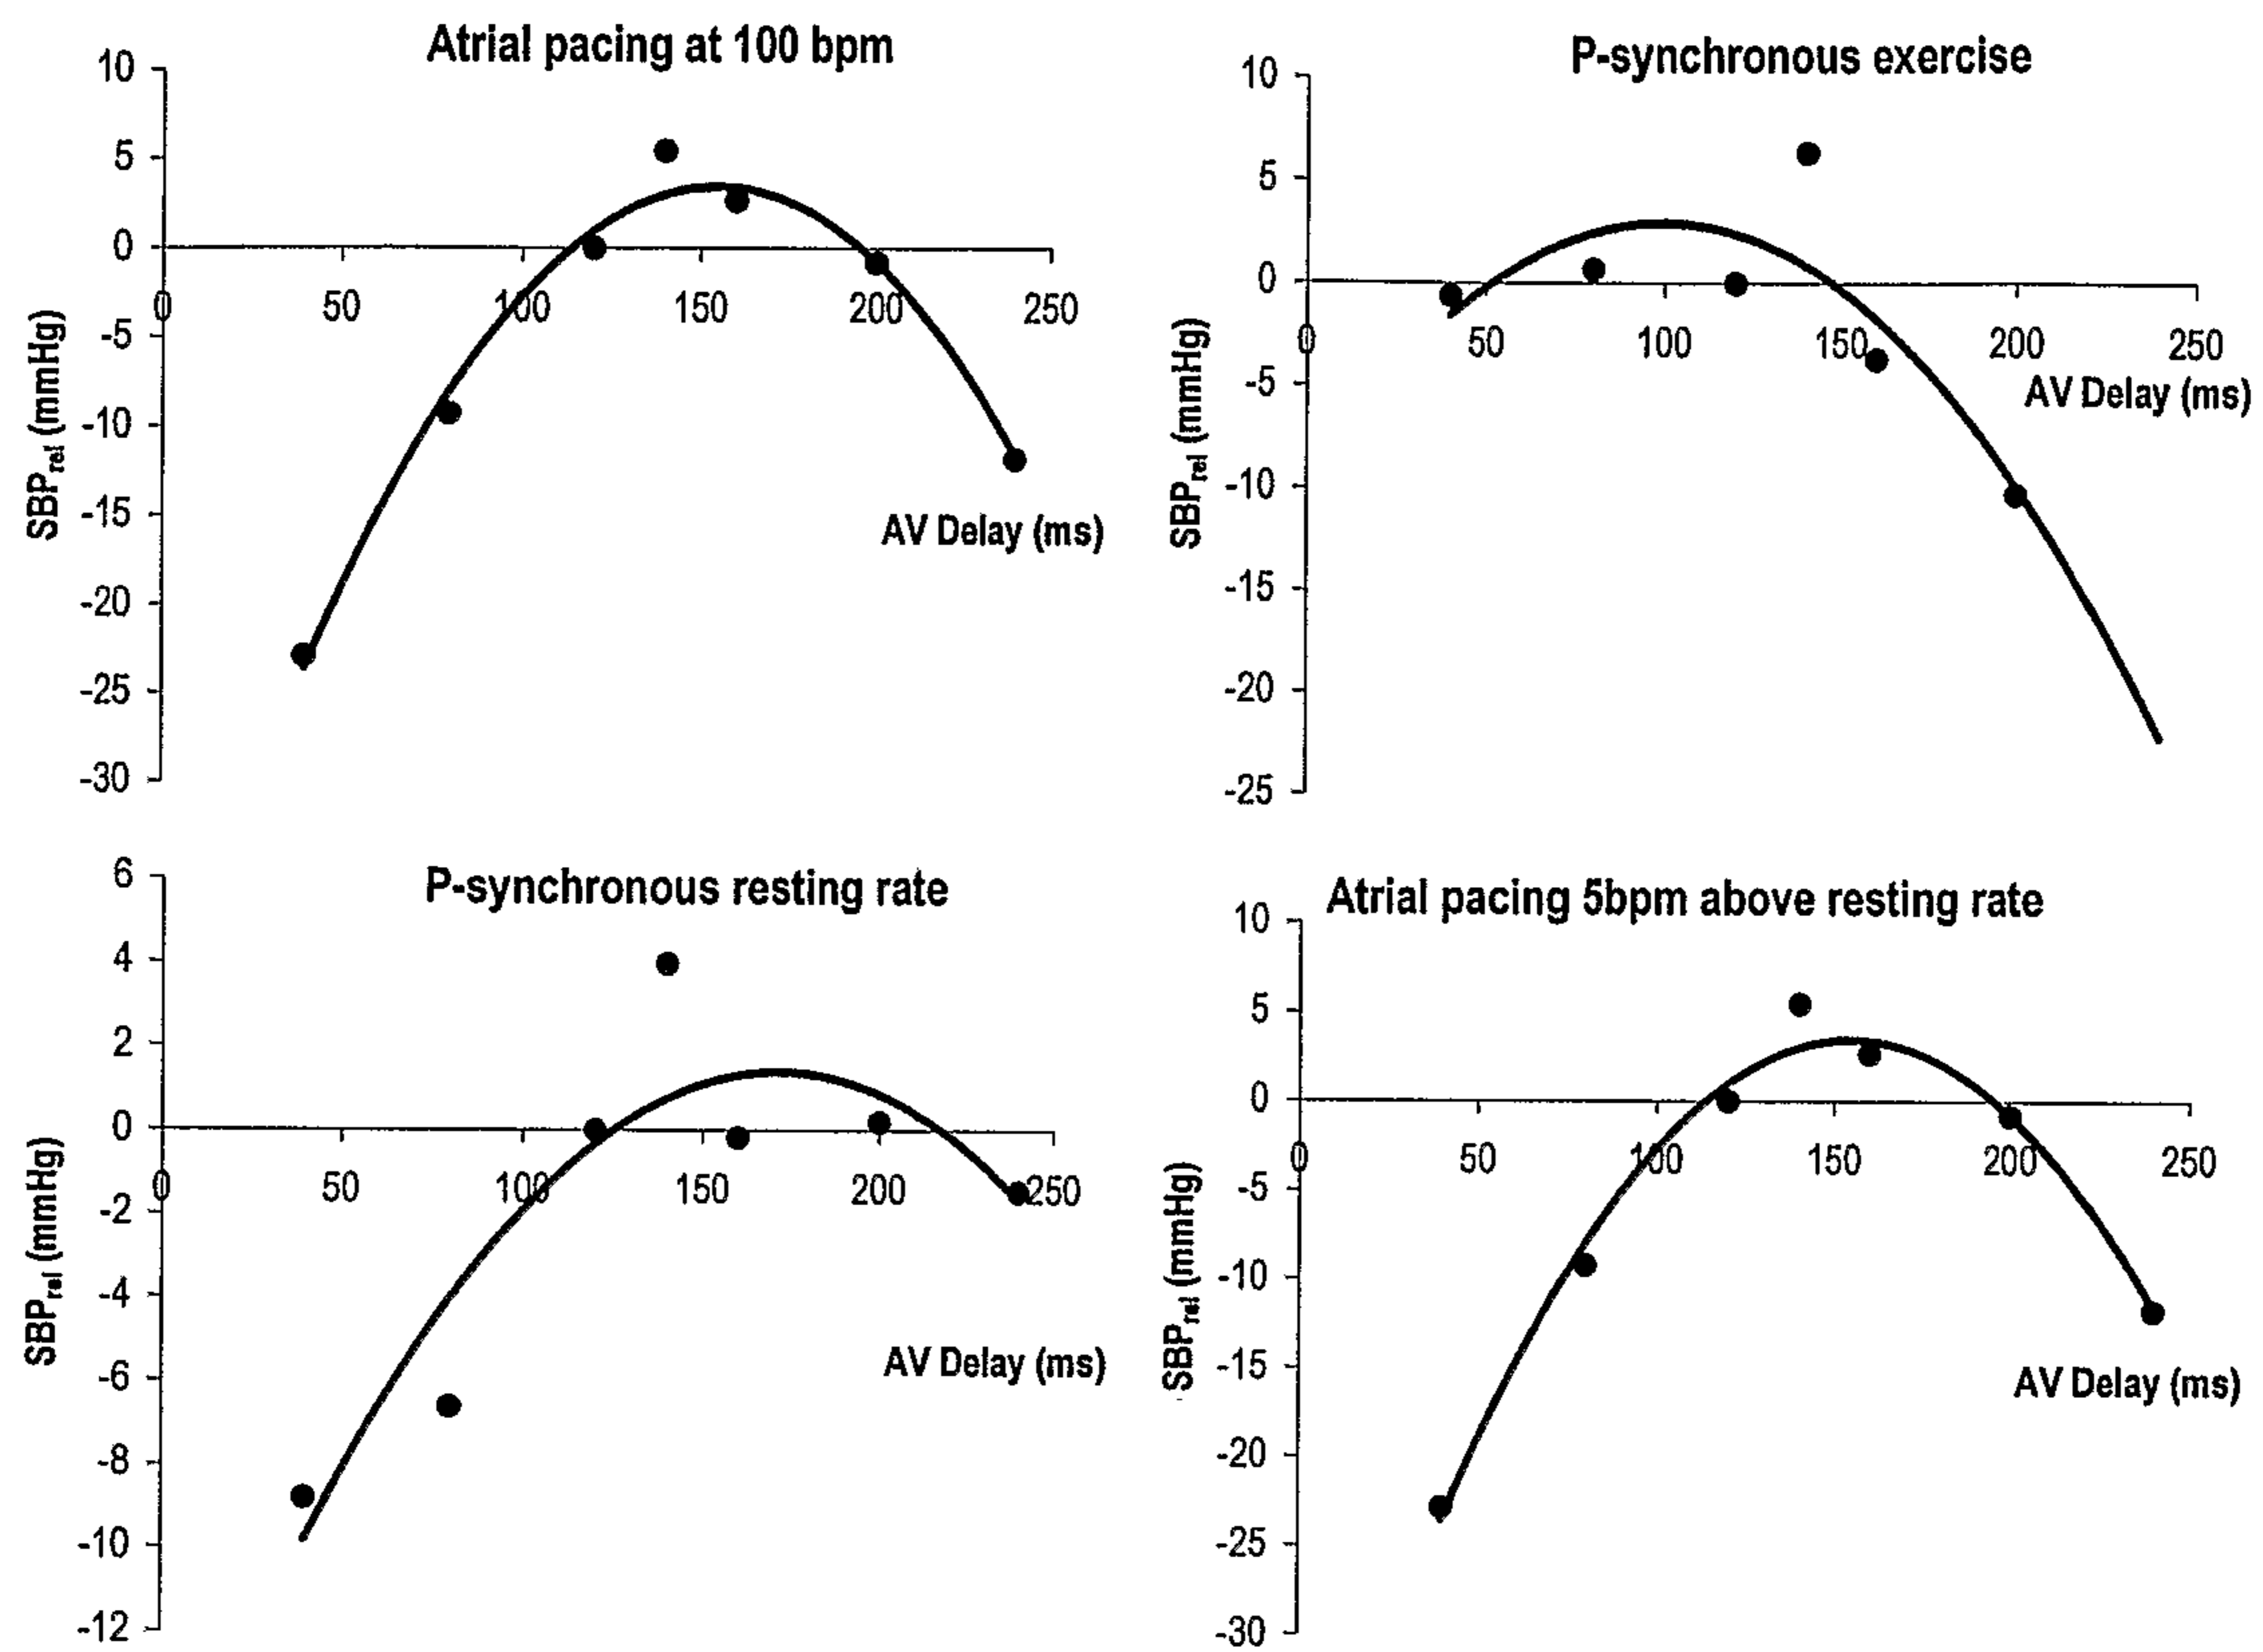 Atrial pacing at 100 bpm
10
5
0
-5
-10
-15
-20
-25
-30
0 50 100 150 200 250
SBPrel (mmHg)
AV Delay (ms)
P-synchronous exercise
10
5
0
-5
-10
-15
-20
-25
0 50 100 150 200 250
SBPrel (mmHg)
AV Delay (ms)
P-synchronous resting rate
6
4
2
0
-2
-4
-6
-8
-10
-12
0 50 100 150 200 250
SBPrel (mmHg)
AV Delay (ms)
Atrial pacing 5bpm above resting rate
10
5
0
-5
-10
-15
-20
-25
-30
0 50 100 150 200 250
SBPrel (mmHg)
AV Delay (ms)